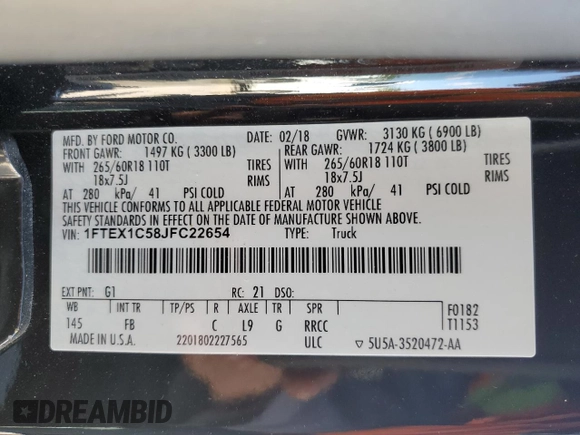 MFD. BY FORD MOTOR CO. DATE: 02/18 GVWR: 3130 KG ( 6900 LB)
FRONT GAWR: 1497 KG ( 3300 LB) REAR GAWR: 1724 KG ( 3800 LB)
WITH 265/60R18 110T TIRES WITH 265/60R18 110T TIRES
18x7.5J RIMS 18x7.5J RIMS
AT 280 kPa/ 41 PSI COLD AT 280 kPa/ 41 PSI COLD
THIS VEHICLE CONFORMS TO ALL APPLICABLE FEDERAL MOTOR VEHICLE
SAFETY STANDARDS IN EFFECT ON THE DATE OF MANUFACTURE SHOWN ABOVE.
VIN: 1FTEX1C58JFC22654 TYPE: Truck
EXT PNT: G1 RC: 21 DSO:
WB INT TR TP/PS R AXLE TR SPR F0182
145 FB C L9 G RRCC T1153
MADE IN U.S.A. 2201802227565 ULC ▽ 5U5A-3520472-AA
DREAMBID